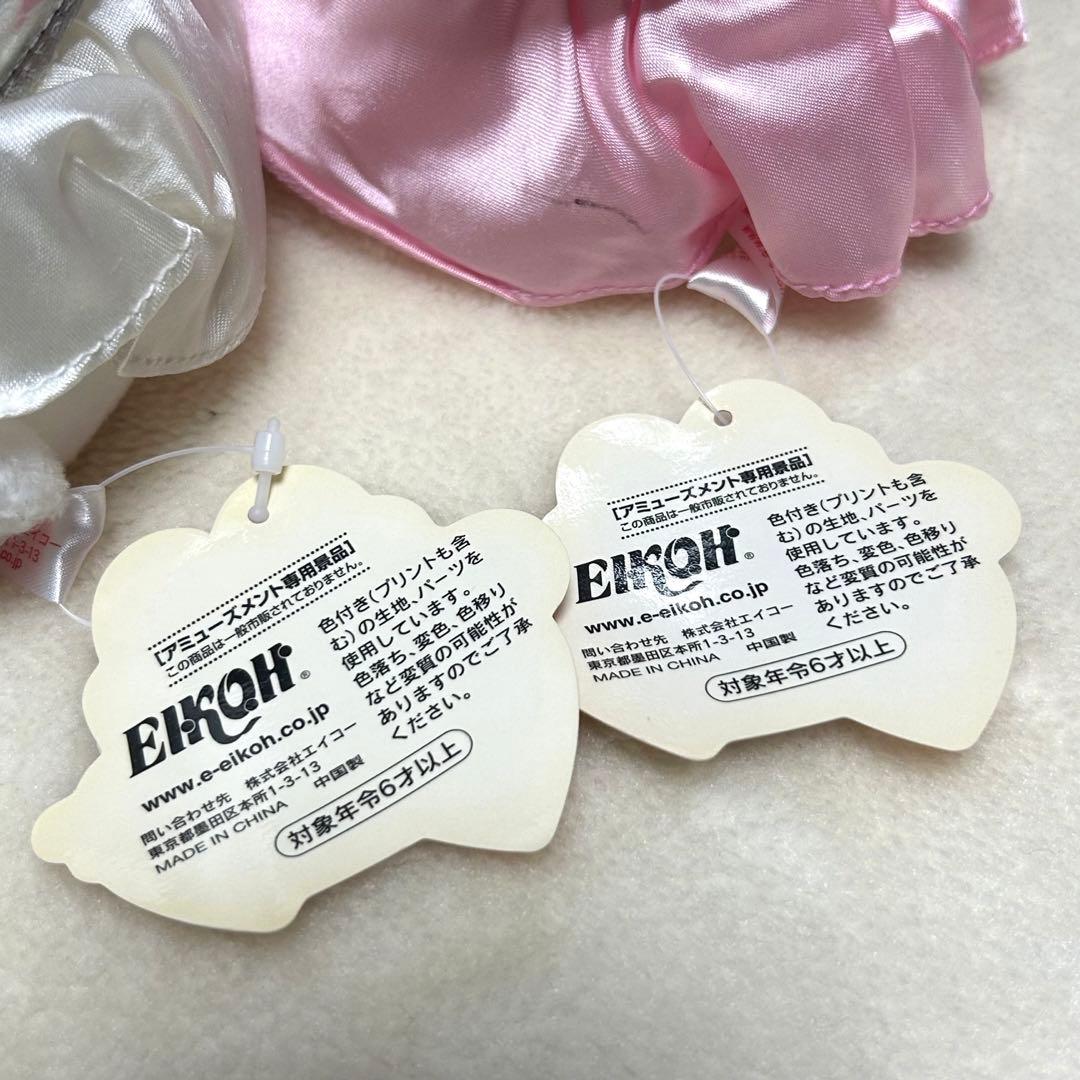 [アミューズメント専用景品]
この商品は一般市販されておりません。
EIKOH®
www.e-eikoh.co.jp
問い合わせ先 株式会社エイコー
東京都墨田区本所1-3-13
MADE IN CHINA 中国製
色付き(プリントも含
む)の生地、パーツを
使用しています。
色落ち、変色、色移り
など変質の可能性が
ありますのでご了承
ください。
対象年令6才以上
[アミューズメント専用景品]
この商品は一般市販されておりません。
EIKOH®
www.e-eikoh.co.jp
問い合わせ先 株式会社エイコー
東京都墨田区本所1-3-13
MADE IN CHINA 中国製
色付き(プリントも含
む)の生地、パーツを
使用しています。
色落ち、変色、色移り
など変質の可能性が
ありますのでご了承
ください。
対象年令6才以上
エイコー
1-3-13
co.jp